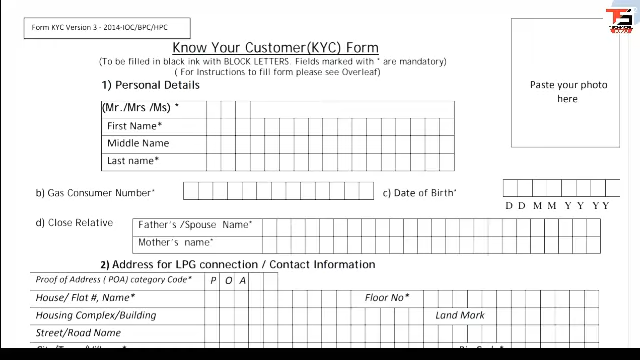 Form KYC Version 3 - 2014-IOC/BPC/HPC
Know Your Customer(KYC) Form
(To be filled in black ink with BLOCK LETTERS. Fields marked with * are mandatory)
( For Instructions to fill form please see Overleaf)
Paste your photo
here
1) Personal Details
(Mr./Mrs /Ms) *
First Name*
Middle Name
Last name*
b) Gas Consumer Number*
c) Date of Birth*
D D M M Y Y Y Y
d) Close Relative
Father's /Spouse Name*
Mother's name*
2) Address for LPG connection / Contact Information
Proof of Address ( POA) category Code* P O A
House/ Flat #, Name* Floor No*
Housing Complex/Building Land Mark
Street/Road Name